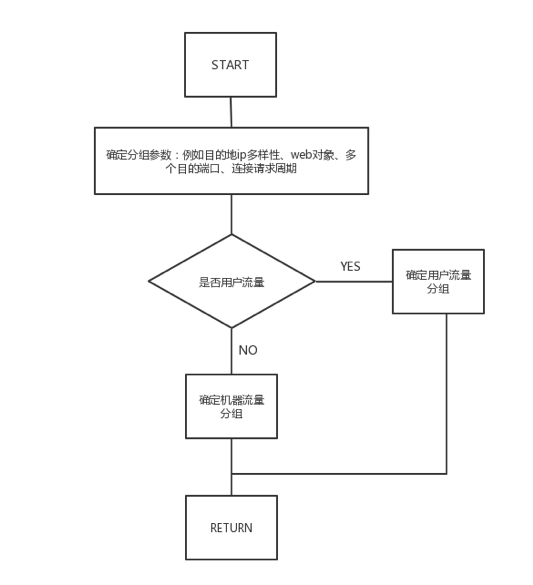 START
确定分组参数：例如目的地ip多样性、web对象、多
个目的端口、连接请求周期
是否用户流量
YES
确定用户流量
分组
NO
确定机器流量
分组
RETURN